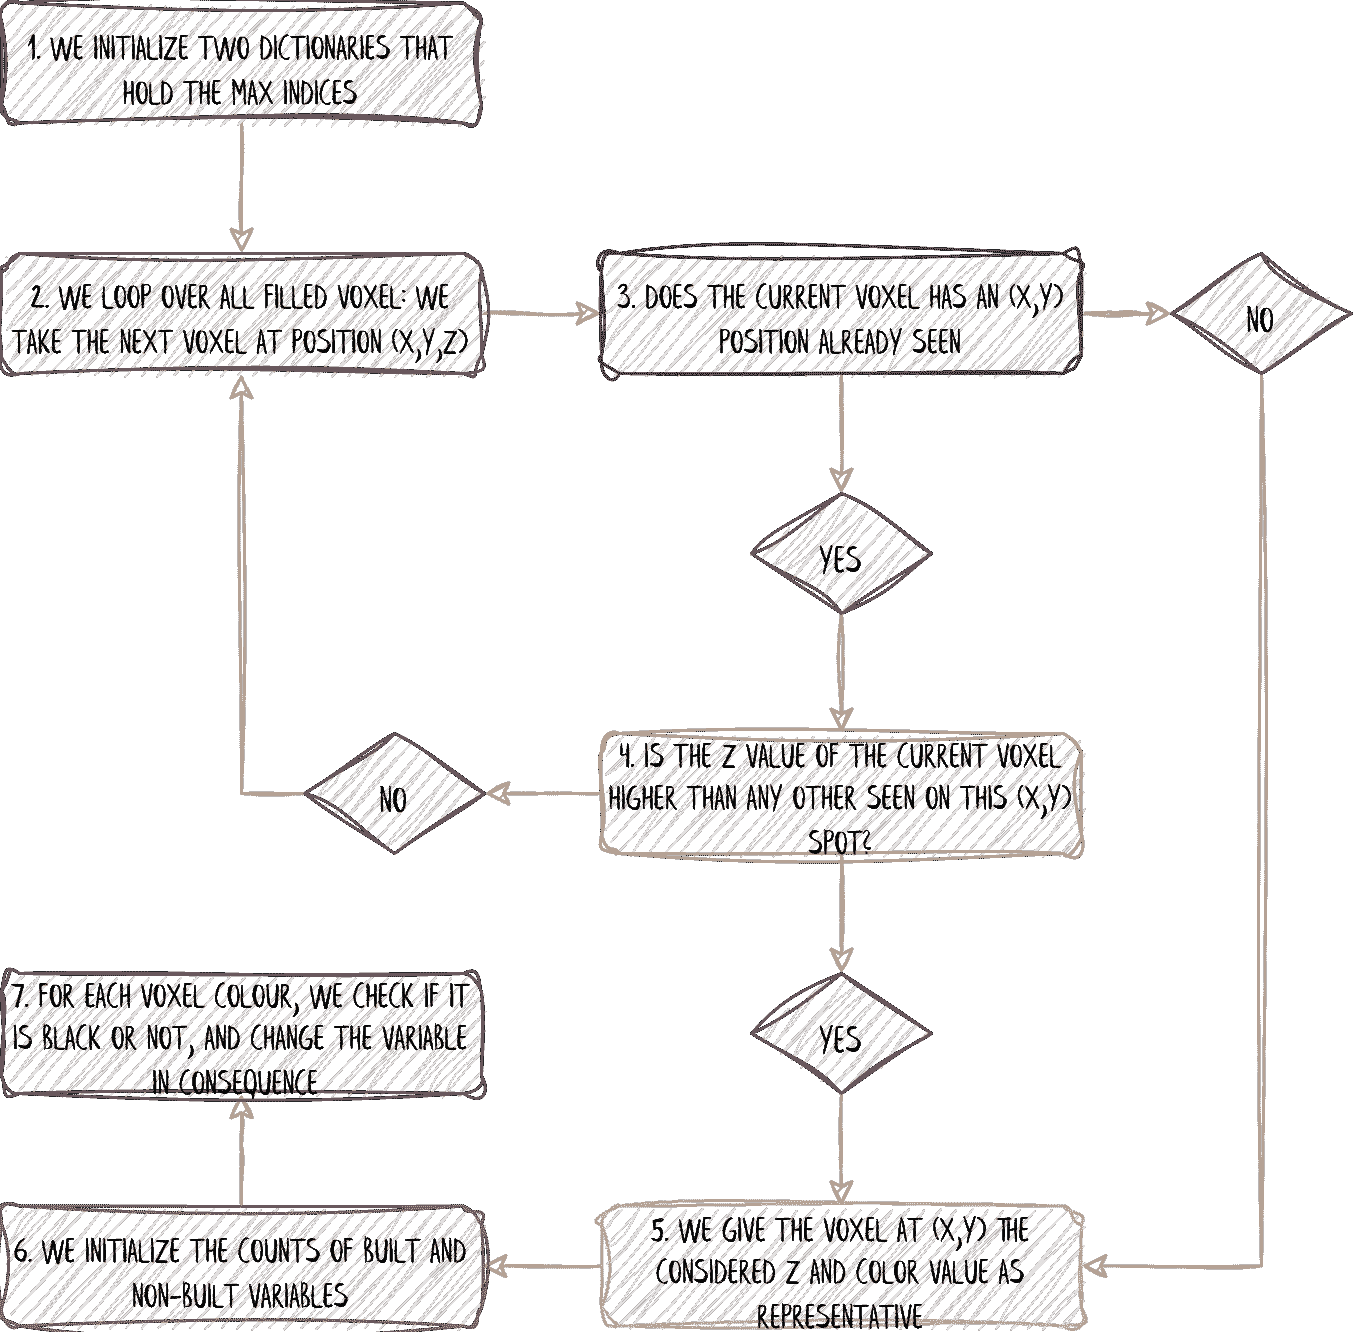 1. WE INITIALIZE TWO DICTIONARIES THAT
HOLD THE MAX INDICES
2. WE LOOP OVER ALL FILLED VOXEL: WE
TAKE THE NEXT VOXEL AT POSITION (X,Y,Z)
3. DOES THE CURRENT VOXEL HAS AN (X,Y)
POSITION ALREADY SEEN
NO
YES
4. IS THE Z VALUE OF THE CURRENT VOXEL
HIGHER THAN ANY OTHER SEEN ON THIS (X,Y)
SPOT?
NO
YES
5. WE GIVE THE VOXEL AT (X,Y) THE
CONSIDERED Z AND COLOR VALUE AS
REPRESENTATIVE
6. WE INITIALIZE THE COUNTS OF BUILT AND
NON-BUILT VARIABLES
7. FOR EACH VOXEL COLOUR, WE CHECK IF IT
IS BLACK OR NOT, AND CHANGE THE VARIABLE
IN CONSEQUENCE